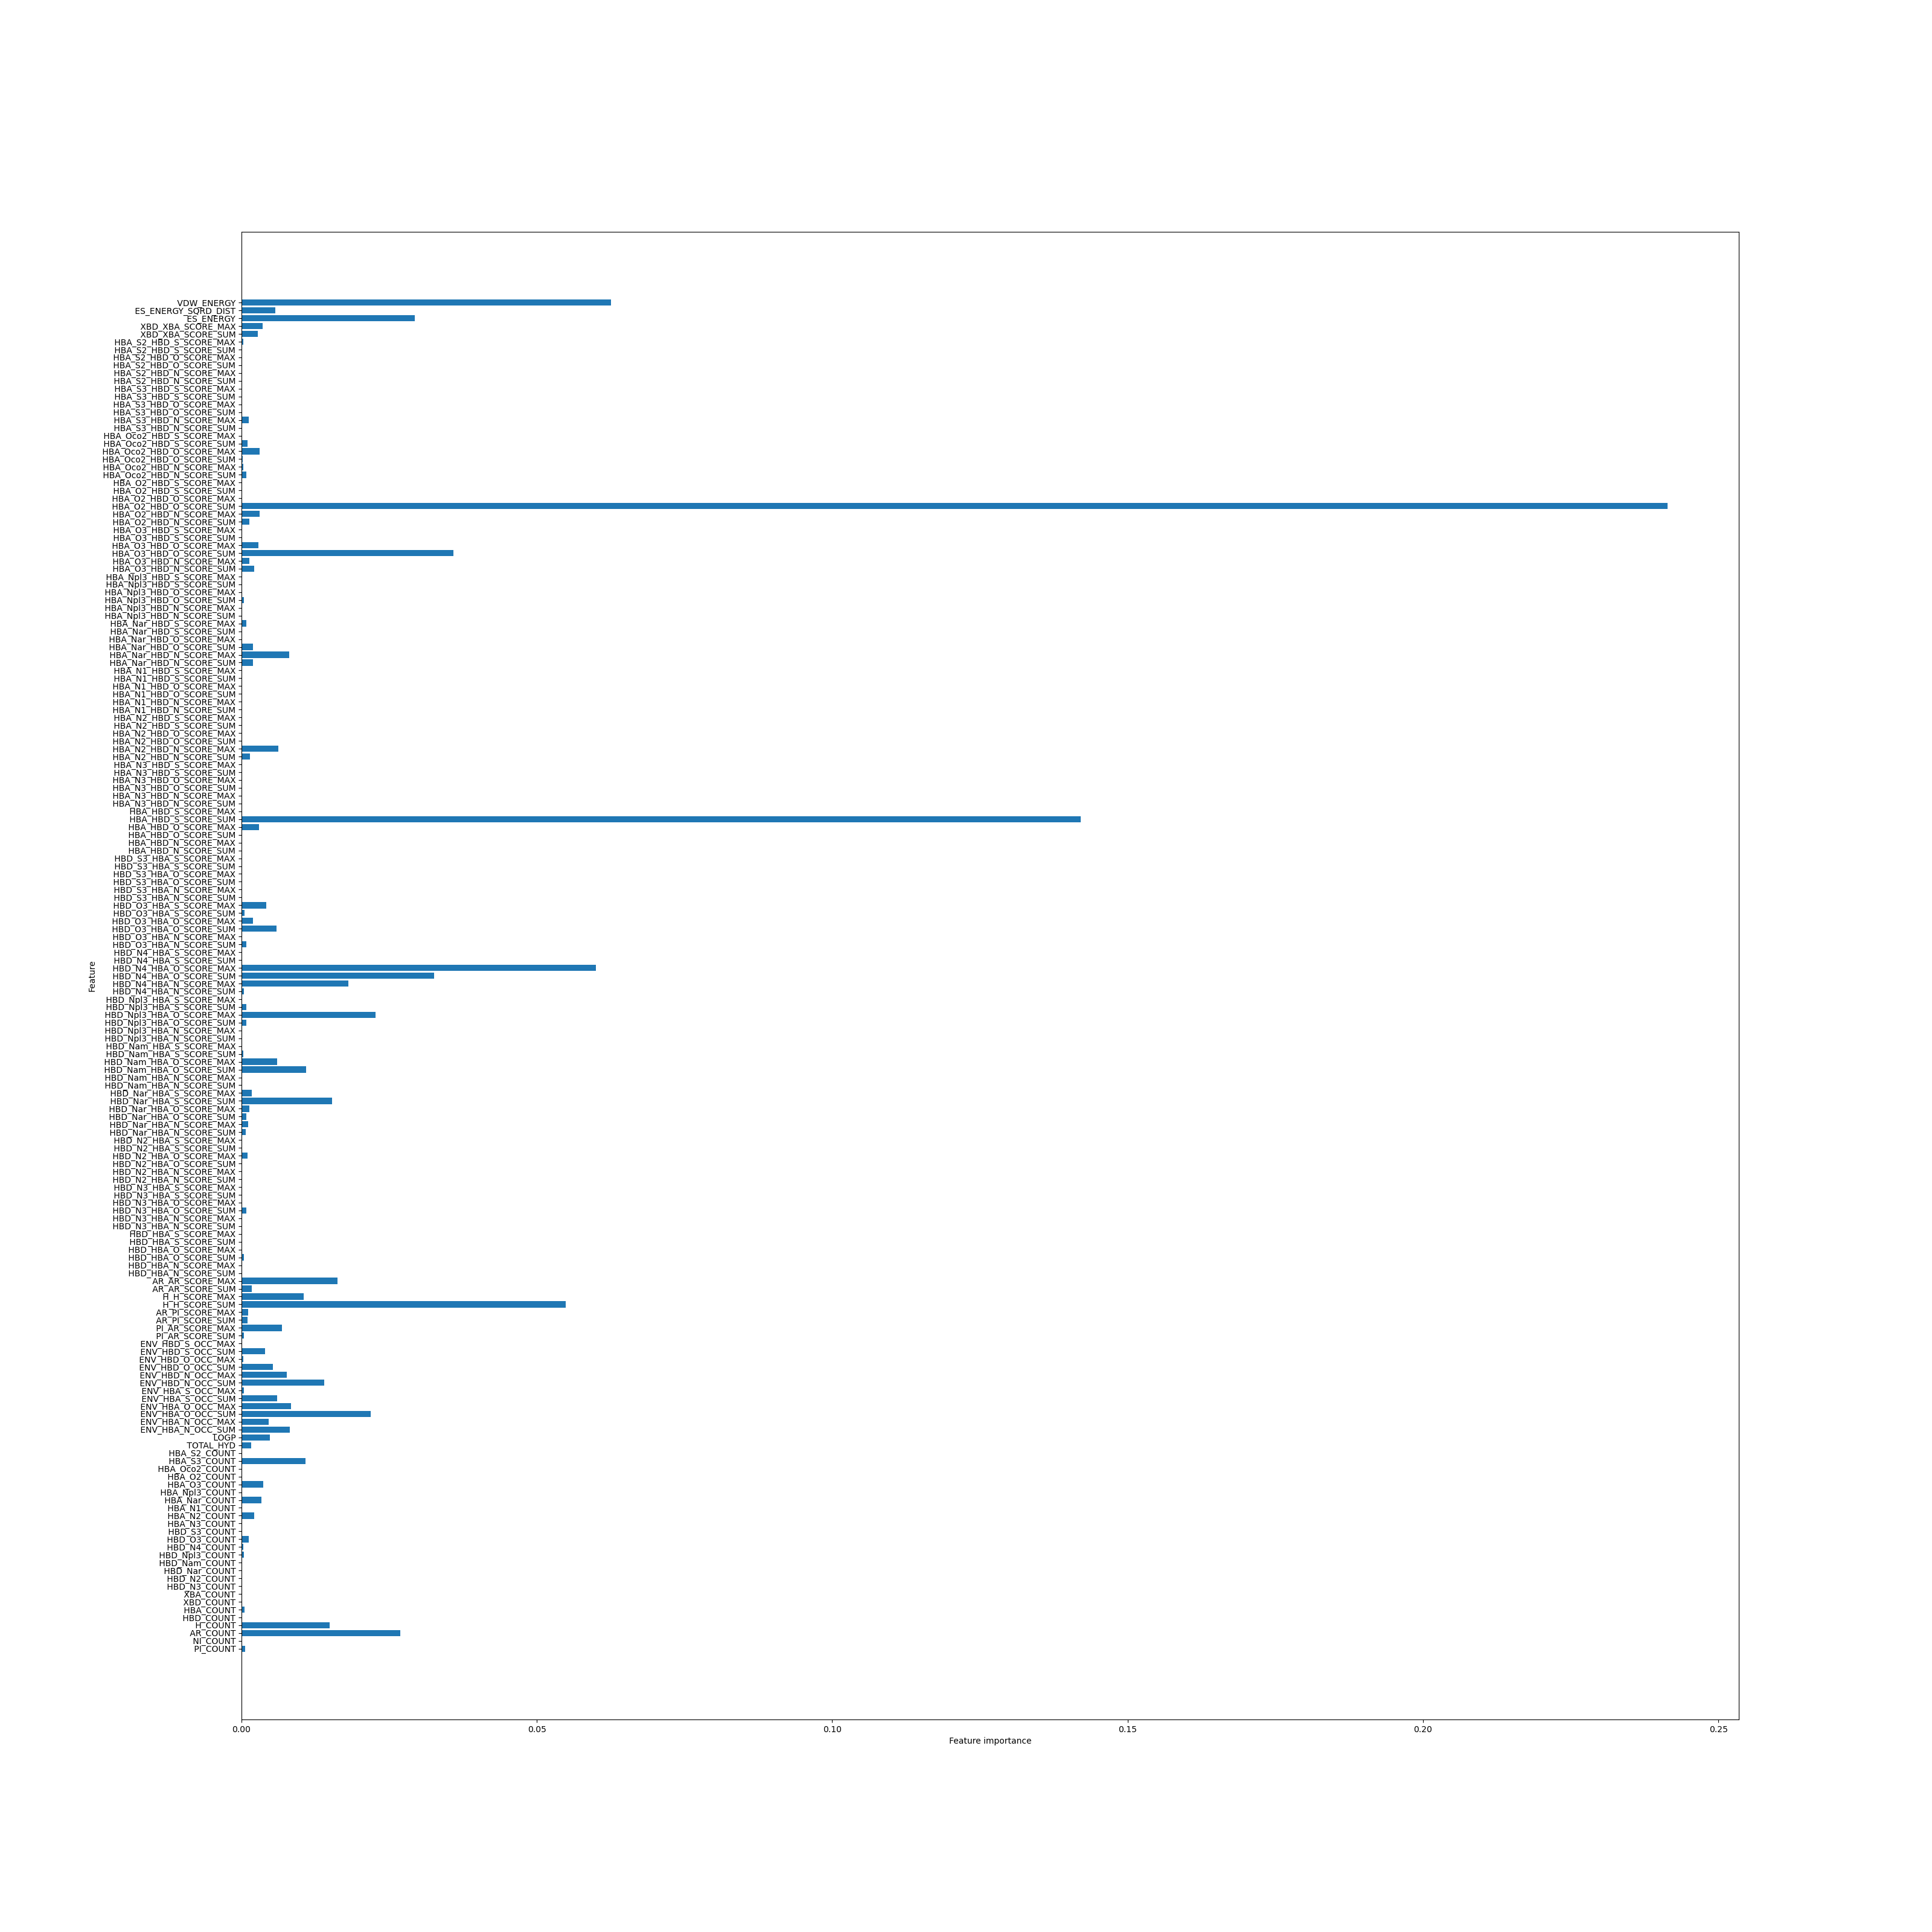 VDW_ENERGY
ES_ENERGY_SQRD_DIST
ES_ENERGY
XBD_XBA_SCORE_MAX
XBD_XBA_SCORE_SUM
HBA_S2_HBD_S_SCORE_MAX
HBA_S2_HBD_S_SCORE_SUM
HBA_S2_HBD_O_SCORE_MAX
HBA_S2_HBD_O_SCORE_SUM
HBA_S2_HBD_N_SCORE_MAX
HBA_S2_HBD_N_SCORE_SUM
HBA_S3_HBD_S_SCORE_MAX
HBA_S3_HBD_S_SCORE_SUM
HBA_S3_HBD_O_SCORE_MAX
HBA_S3_HBD_O_SCORE_SUM
HBA_S3_HBD_N_SCORE_MAX
HBA_S3_HBD_N_SCORE_SUM
HBA_Oco2_HBD_S_SCORE_MAX
HBA_Oco2_HBD_S_SCORE_SUM
HBA_Oco2_HBD_O_SCORE_MAX
HBA_Oco2_HBD_O_SCORE_SUM
HBA_Oco2_HBD_N_SCORE_MAX
HBA_Oco2_HBD_N_SCORE_SUM
HBA_O2_HBD_S_SCORE_MAX
HBA_O2_HBD_S_SCORE_SUM
HBA_O2_HBD_O_SCORE_MAX
HBA_O2_HBD_O_SCORE_SUM
HBA_O2_HBD_N_SCORE_MAX
HBA_O2_HBD_N_SCORE_SUM
HBA_O3_HBD_S_SCORE_MAX
HBA_O3_HBD_S_SCORE_SUM
HBA_O3_HBD_O_SCORE_MAX
HBA_O3_HBD_O_SCORE_SUM
HBA_O3_HBD_N_SCORE_MAX
HBA_O3_HBD_N_SCORE_SUM
HBA_Npl3_HBD_S_SCORE_MAX
HBA_Npl3_HBD_S_SCORE_SUM
HBA_Npl3_HBD_O_SCORE_MAX
HBA_Npl3_HBD_O_SCORE_SUM
HBA_Npl3_HBD_N_SCORE_MAX
HBA_Npl3_HBD_N_SCORE_SUM
HBA_Nar_HBD_S_SCORE_MAX
HBA_Nar_HBD_S_SCORE_SUM
HBA_Nar_HBD_O_SCORE_MAX
HBA_Nar_HBD_O_SCORE_SUM
HBA_Nar_HBD_N_SCORE_MAX
HBA_Nar_HBD_N_SCORE_SUM
HBA_N1_HBD_S_SCORE_MAX
HBA_N1_HBD_S_SCORE_SUM
HBA_N1_HBD_O_SCORE_MAX
HBA_N1_HBD_O_SCORE_SUM
HBA_N1_HBD_N_SCORE_MAX
HBA_N1_HBD_N_SCORE_SUM
HBA_N2_HBD_S_SCORE_MAX
HBA_N2_HBD_S_SCORE_SUM
HBA_N2_HBD_O_SCORE_MAX
HBA_N2_HBD_O_SCORE_SUM
HBA_N2_HBD_N_SCORE_MAX
HBA_N2_HBD_N_SCORE_SUM
HBA_N3_HBD_S_SCORE_MAX
HBA_N3_HBD_S_SCORE_SUM
HBA_N3_HBD_O_SCORE_MAX
HBA_N3_HBD_O_SCORE_SUM
HBA_N3_HBD_N_SCORE_MAX
HBA_N3_HBD_N_SCORE_SUM
HBA_HBD_S_SCORE_MAX
HBA_HBD_S_SCORE_SUM
HBA_HBD_O_SCORE_MAX
HBA_HBD_O_SCORE_SUM
HBA_HBD_N_SCORE_MAX
HBA_HBD_N_SCORE_SUM
HBD_S3_HBA_S_SCORE_MAX
HBD_S3_HBA_S_SCORE_SUM
HBD_S3_HBA_O_SCORE_MAX
HBD_S3_HBA_O_SCORE_SUM
HBD_S3_HBA_N_SCORE_MAX
HBD_S3_HBA_N_SCORE_SUM
HBD_O3_HBA_S_SCORE_MAX
HBD_O3_HBA_S_SCORE_SUM
HBD_O3_HBA_O_SCORE_MAX
HBD_O3_HBA_O_SCORE_SUM
HBD_O3_HBA_N_SCORE_MAX
HBD_O3_HBA_N_SCORE_SUM
HBD_N4_HBA_S_SCORE_MAX
HBD_N4_HBA_S_SCORE_SUM
HBD_N4_HBA_O_SCORE_MAX
HBD_N4_HBA_O_SCORE_SUM
HBD_N4_HBA_N_SCORE_MAX
HBD_N4_HBA_N_SCORE_SUM
HBD_Npl3_HBA_S_SCORE_MAX
HBD_Npl3_HBA_S_SCORE_SUM
HBD_Npl3_HBA_O_SCORE_MAX
HBD_Npl3_HBA_O_SCORE_SUM
HBD_Npl3_HBA_N_SCORE_MAX
HBD_Npl3_HBA_N_SCORE_SUM
HBD_Nam_HBA_S_SCORE_MAX
HBD_Nam_HBA_S_SCORE_SUM
HBD_Nam_HBA_O_SCORE_MAX
HBD_Nam_HBA_O_SCORE_SUM
HBD_Nam_HBA_N_SCORE_MAX
HBD_Nam_HBA_N_SCORE_SUM
HBD_Nar_HBA_S_SCORE_MAX
HBD_Nar_HBA_S_SCORE_SUM
HBD_Nar_HBA_O_SCORE_MAX
HBD_Nar_HBA_O_SCORE_SUM
HBD_Nar_HBA_N_SCORE_MAX
HBD_Nar_HBA_N_SCORE_SUM
HBD_N2_HBA_S_SCORE_MAX
HBD_N2_HBA_S_SCORE_SUM
HBD_N2_HBA_O_SCORE_MAX
HBD_N2_HBA_O_SCORE_SUM
HBD_N2_HBA_N_SCORE_MAX
HBD_N2_HBA_N_SCORE_SUM
HBD_N3_HBA_S_SCORE_MAX
HBD_N3_HBA_S_SCORE_SUM
HBD_N3_HBA_O_SCORE_MAX
HBD_N3_HBA_O_SCORE_SUM
HBD_N3_HBA_N_SCORE_MAX
HBD_N3_HBA_N_SCORE_SUM
HBD_HBA_S_SCORE_MAX
HBD_HBA_S_SCORE_SUM
HBD_HBA_O_SCORE_MAX
HBD_HBA_O_SCORE_SUM
HBD_HBA_N_SCORE_MAX
HBD_HBA_N_SCORE_SUM
AR_AR_SCORE_MAX
AR_AR_SCORE_SUM
H_H_SCORE_MAX
H_H_SCORE_SUM
AR_PI_SCORE_MAX
AR_PI_SCORE_SUM
PI_AR_SCORE_MAX
PI_AR_SCORE_SUM
ENV_HBD_S_OCC_MAX
ENV_HBD_S_OCC_SUM
ENV_HBD_O_OCC_MAX
ENV_HBD_O_OCC_SUM
ENV_HBD_N_OCC_MAX
ENV_HBD_N_OCC_SUM
ENV_HBA_S_OCC_MAX
ENV_HBA_S_OCC_SUM
ENV_HBA_O_OCC_MAX
ENV_HBA_O_OCC_SUM
ENV_HBA_N_OCC_MAX
ENV_HBA_N_OCC_SUM
LOGP
TOTAL_HYD
HBA_S2_COUNT
HBA_S3_COUNT
HBA_Oco2_COUNT
HBA_O2_COUNT
HBA_O3_COUNT
HBA_Npl3_COUNT
HBA_Nar_COUNT
HBA_N1_COUNT
HBA_N2_COUNT
HBA_N3_COUNT
HBD_S3_COUNT
HBD_O3_COUNT
HBD_N4_COUNT
HBD_Npl3_COUNT
HBD_Nam_COUNT
HBD_Nar_COUNT
HBD_N2_COUNT
HBD_N3_COUNT
XBA_COUNT
XBD_COUNT
HBA_COUNT
HBD_COUNT
H_COUNT
AR_COUNT
NI_COUNT
PI_COUNT
Feature
0.00 0.05 0.10 0.15 0.20 0.25
Feature importance